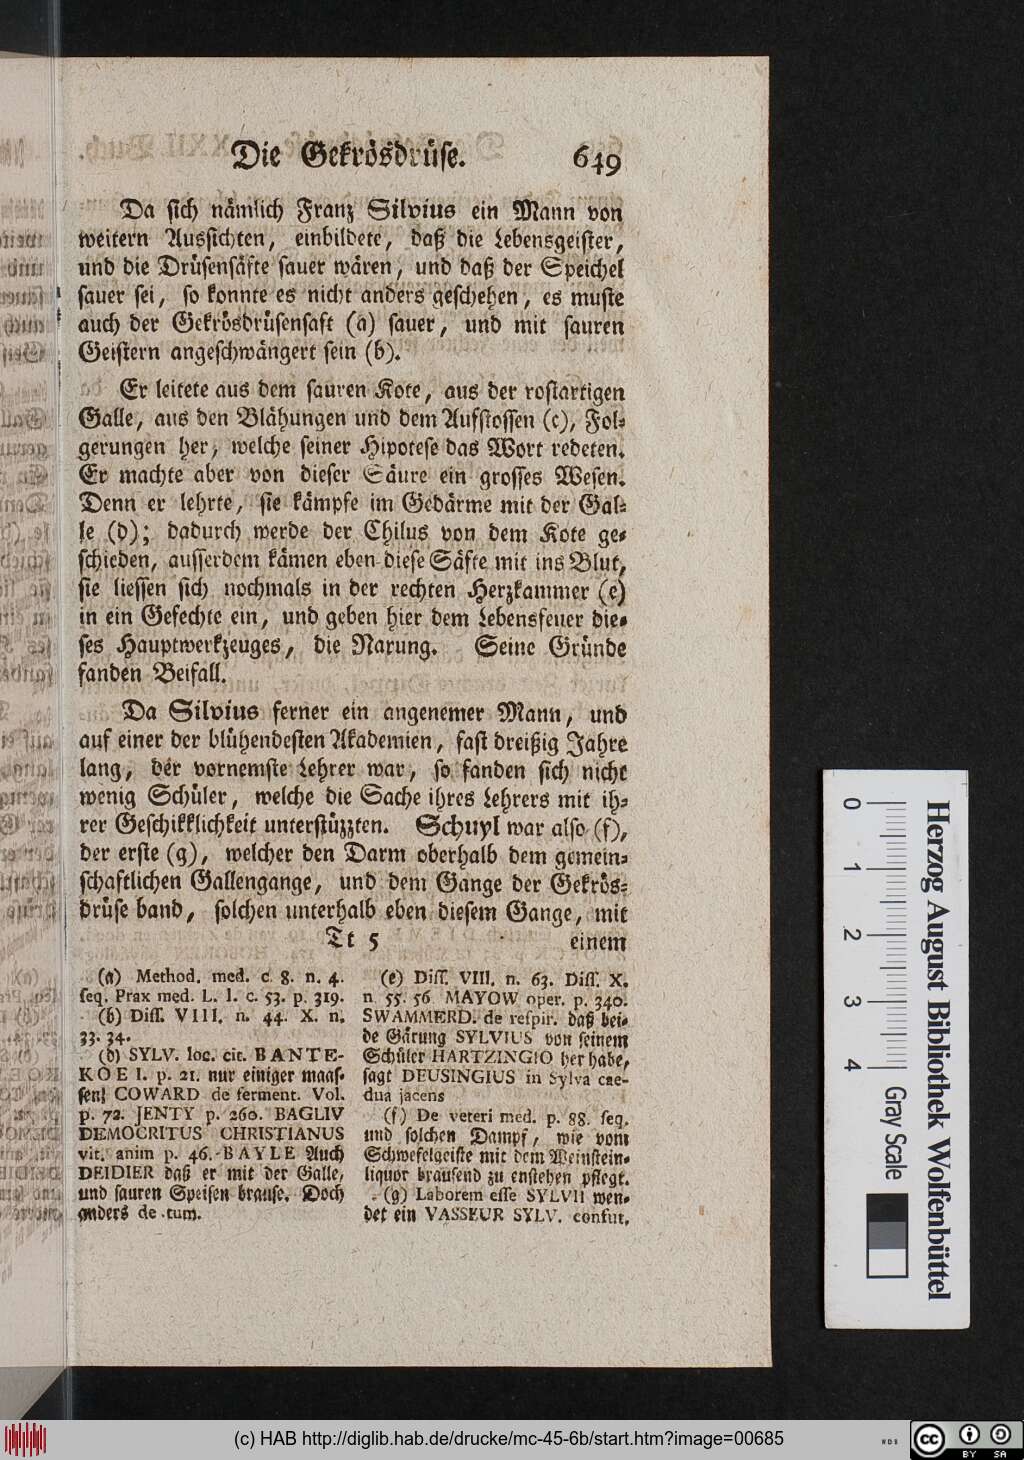 Die Gekrösdrüse. 649
Da sich nämlich Franz Silvius ein Mann von
weitern Aussichten, einbildete, daß die Lebensgeister,
und die Drüsensäfte sauer wären, und daß der Speichel
sauer sei, so konnte es nicht anders geschehen, es muste
auch der Gekrösdrüsensaft (a) sauer, und mit sauren
Geistern angeschwängert sein (b).
Er leitete aus dem sauren Kote, aus der rostartigen
Galle, aus den Blähungen und dem Aufstossen (c), Fol-
gerungen her, welche seiner Hipotese das Wort redeten.
Er machte aber von dieser Säure ein grosses Wesen.
Denn er lehrte, sie kämpfe im Gedärme mit der Gal-
le (d); dadurch werde der Chilus von dem Kote ge-
schieden, ausserdem kämen eben diese Säfte mit ins Blut,
sie liessen sich nochmals in der rechten Herzkammer (e)
in ein Gefechte ein, und geben hier dem Lebensfeuer die-
ses Hauptwerkzeuges, die Narung. Seine Gründe
fanden Beifall.
Da Silvius ferner ein angenemer Mann, und
auf einer der blühendesten Akademien, fast dreißig Jahre
lang, der vornemste Lehrer war, so fanden sich nicht
wenig Schüler, welche die Sache ihres Lehrers mit ih-
rer Geschikklichkeit unterstüzzten. Schuyl war also (f),
der erste (g), welcher den Darm oberhalb dem gemein-
schaftlichen Gallengange, und dem Gange der Gekrös-
drüse band, solchen unterhalb eben diesem Gange, mit
Tt 5 einem
(a) Method. med. c. 8. n. 4.
seq. Prax med. L. I. c. 53. p. 319.
(b) Diss. VIII. n. 44. X. n.
33. 34.
(d) SYLV. loc. cit. BANTE-
KOE I. p. 21. nur einiger maas-
sen! COWARD de ferment. Vol.
p. 72. JENTY p. 260. BAGLIV
DEMOCRITUS CHRISTIANUS
vit. anim p. 46. BAYLE Auch
DEIDIER daß er mit der Galle,
und sauren Speisen brause. Doch
anders de tum.
(e) Diss. VIII. n. 63. Diss. X.
n 55. 56. MAYOW oper. p. 340.
SWAMMERD. de respir. daß bei-
de Gärung SYLVIUS von seinem
Schüler HARTZINGIO her habe,
sagt DEUSINGIUS in Sylva cae-
dua jacens
(f) De veteri med. p. 88. seq.
und solchen Dampf, wie vom
Schwefelgeiste mit dem Weinstein-
liquor brausend zu enstehen pflegt.
(g) Laborem esse SYLVII wen-
det ein VASSEUR SYLV. confut.
0 1 2 3 4
Herzog August Bibliothek Wolfenbüttel
Gray Scale
(c) HAB http://diglib.hab.de/drucke/mc-45-6b/start.htm?image=00685
WDB
cc BY SA